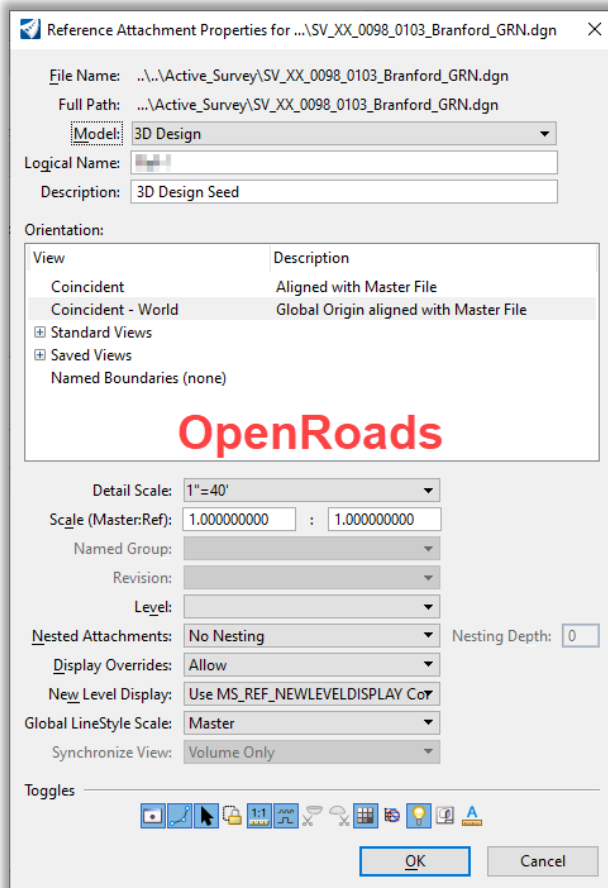 Reference Attachment Properties for ...\SV_XX_0098_0103_Branford_GRN.dgn
File Name: ..\..\Active_Survey\SV_XX_0098_0103_Branford_GRN.dgn
Full Path: ...\Active_Survey\SV_XX_0098_0103_Branford_GRN.dgn
Model: 3D Design
Logical Name:
Description: 3D Design Seed
Orientation:
View Description
Coincident Aligned with Master File
Coincident - World Global Origin aligned with Master File
Standard Views
Saved Views
Named Boundaries (none)
OpenRoads
Detail Scale: 1"=40'
Scale (Master:Ref): 1.000000000 : 1.000000000
Named Group:
Revision:
Level:
Nested Attachments: No Nesting Nesting Depth: 0
Display Overrides: Allow
New Level Display: Use MS_REF_NEWLEVELDISPLAY Cor
Global LineStyle Scale: Master
Synchronize View: Volume Only
Toggles
1:1
A
OK Cancel